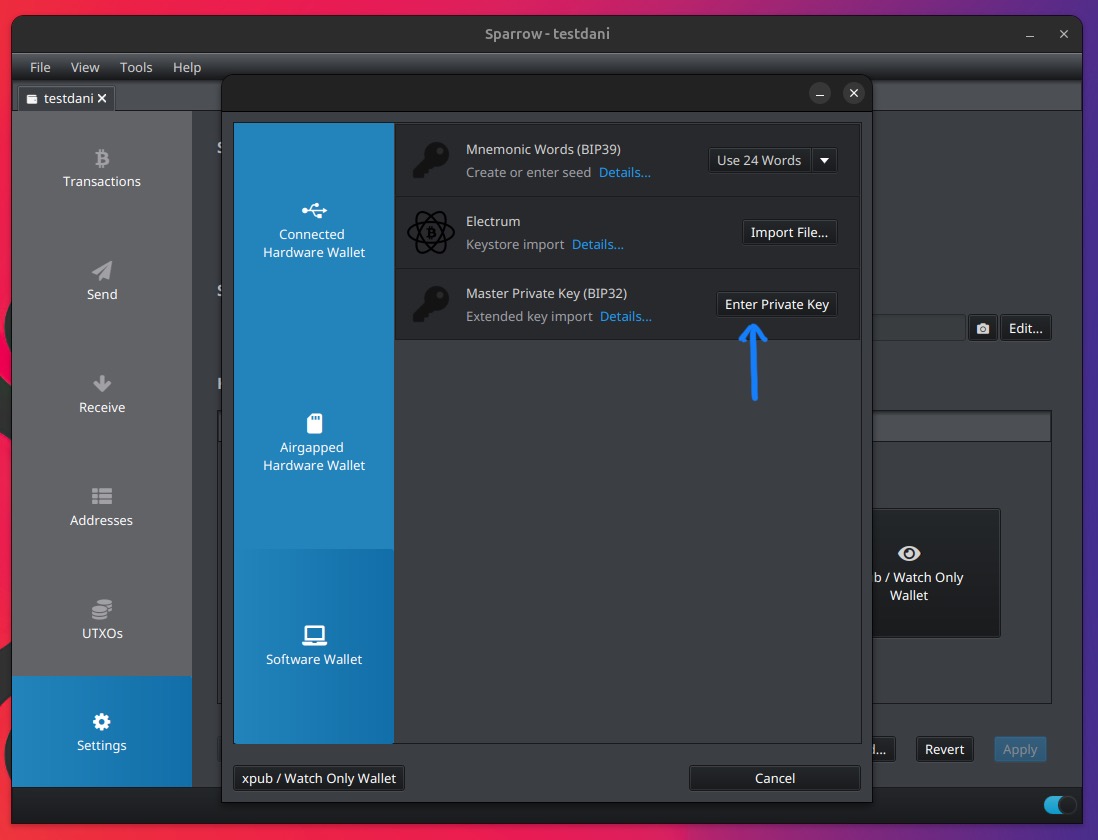 Sparrow - testdani
File View Tools Help
testdani
Transactions
Send
Receive
Addresses
UTXOs
Settings
Connected
Hardware Wallet
Airgapped
Hardware Wallet
Software Wallet
Mnemonic Words (BIP39)
Create or enter seed Details...
Use 24 Words
Electrum
Keystore import Details...
Import File...
Master Private Key (BIP32)
Extended key import Details...
Enter Private Key
Edit...
b / Watch Only
Wallet
Revert
Apply
xpub / Watch Only Wallet
Cancel